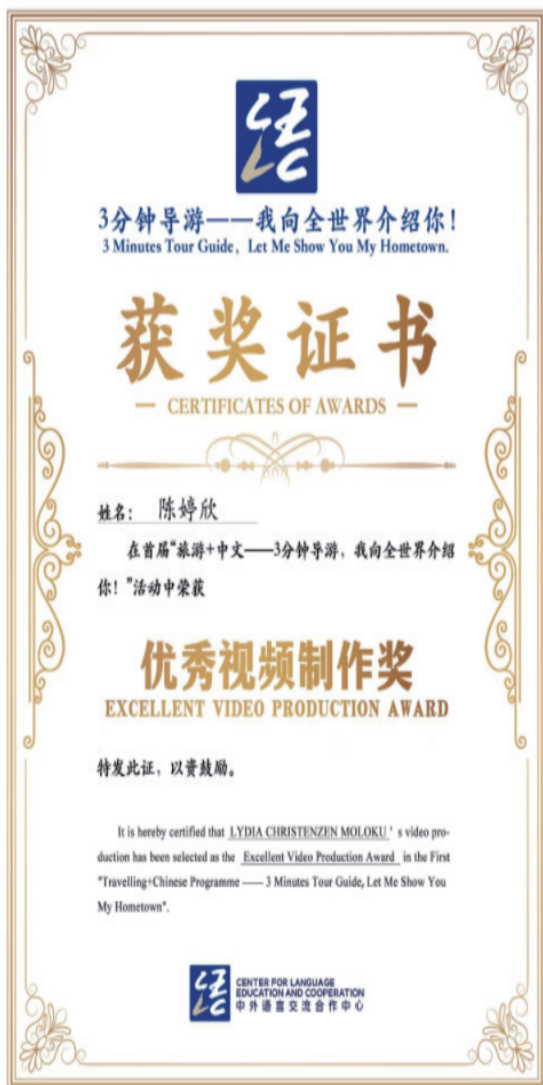 3分钟导游——我向全世界介绍你!
3 Minutes Tour Guide, Let Me Show You My Hometown.
获奖证书
— CERTIFICATES OF AWARDS —
姓名: 陈婷欣
在首届“旅游+中文——3分钟导游, 我向全世界介绍
你! ”活动中荣获
优秀视频制作奖
EXCELLENT VIDEO PRODUCTION AWARD
特发此证, 以资鼓励。
It is hereby certified that LYDIA CHRISTENZEN MOLOKU ' s video pro-
duction has been selected as the Excellent Video Production Award in the First
"Travelling+Chinese Programme —— 3 Minutes Tour Guide, Let Me Show You
My Hometown".
CENTER FOR LANGUAGE
EDUCATION AND COOPERATION
中外语言交流合作中心